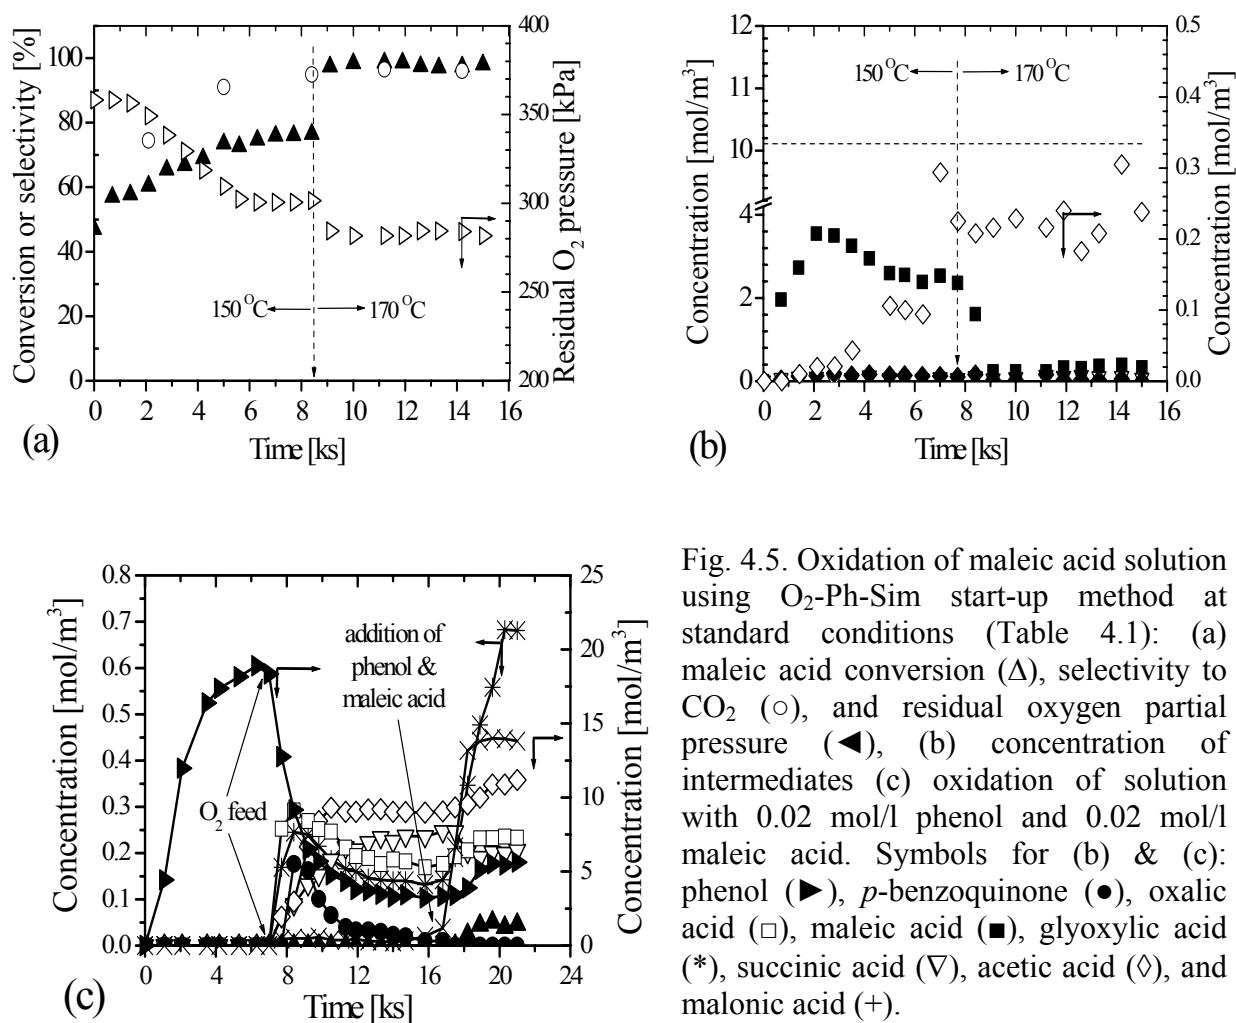 Conversion or selectivity [%]
100
80
60
40
20
0
0 2 4 6 8 10 12 14 16
Time [ks]
400
350
300
250
200
Residual O₂ pressure [kPa]
150 °C
170 °C
(a)
Concentration [mol/m³]
12
11
10
4
2
0
0 2 4 6 8 10 12 14 16
Time [ks]
0.5
0.4
0.3
0.2
0.1
0.0
Concentration [mol/m³]
150°C
170°C
(b)
Concentration [mol/m³]
0.8
0.7
0.6
0.5
0.4
0.3
0.2
0.1
0.0
0 4 8 12 16 20 24
Time [ks]
25
20
15
10
5
0
Concentration [mol/m³]
addition of
phenol &
maleic acid
O₂ feed
(c)
Fig. 4.5. Oxidation of maleic acid solution
using O₂-Ph-Sim start-up method at
standard conditions (Table 4.1): (a)
maleic acid conversion (Δ), selectivity to
CO₂ (○), and residual oxygen partial
pressure (◄), (b) concentration of
intermediates (c) oxidation of solution
with 0.02 mol/l phenol and 0.02 mol/l
maleic acid. Symbols for (b) & (c):
phenol (►), p-benzoquinone (●), oxalic
acid (□), maleic acid (■), glyoxylic acid
(*), succinic acid (∇), acetic acid (◊), and
malonic acid (+).